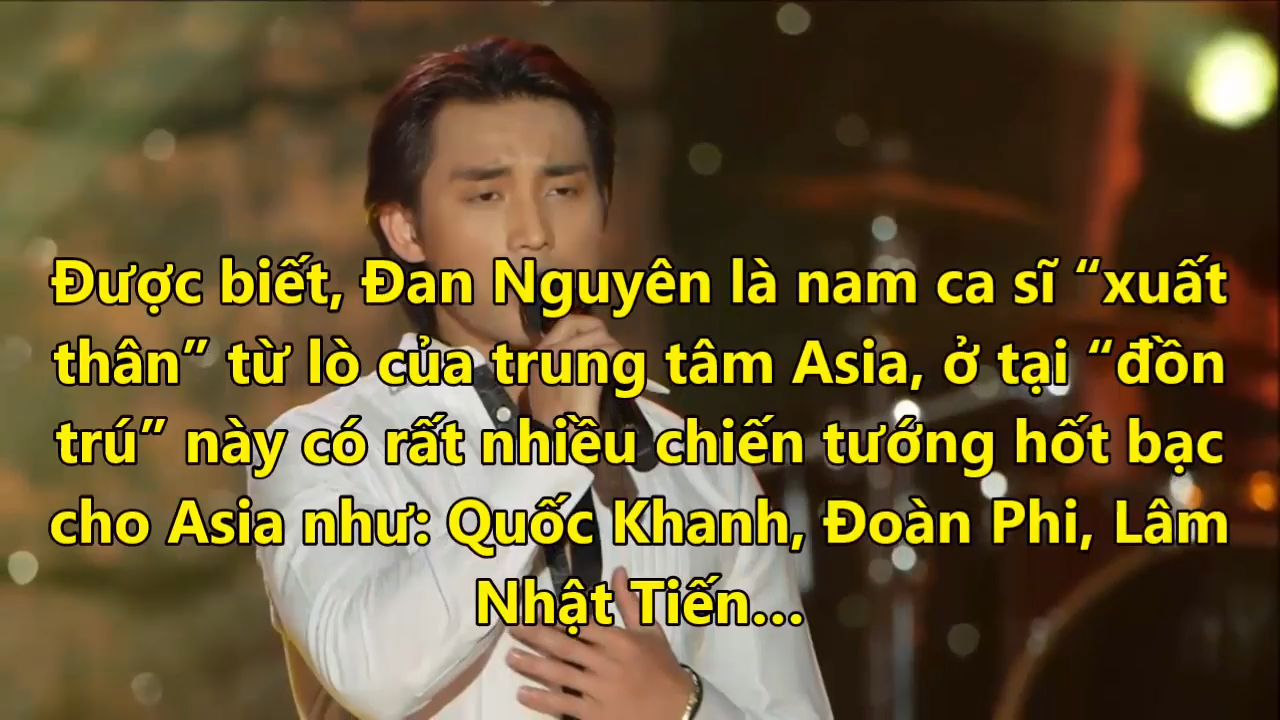 Được biết, Đan Nguyên là nam ca sĩ “xuất
thân” từ lò của trung tâm Asia, ở tại “đồn
trú” này có rất nhiều chiến tướng hốt bạc
cho Asia như: Quốc Khanh, Đoàn Phi, Lâm
Nhật Tiến...